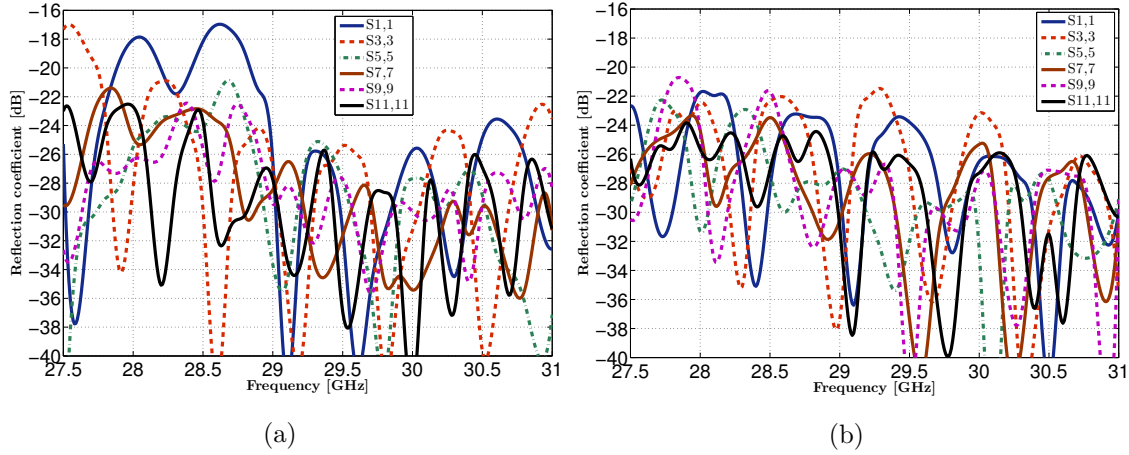 −16
−18
−20
−22
−24
−26
−28
−30
−32
−34
−36
−38
−40
Reflection coefficient [dB]
S1,1
S3,3
S5,5
S7,7
S9,9
S11,11
27.5 28 28.5 29 29.5 30 30.5 31
Frequency [GHz]
(a)
−16
−18
−20
−22
−24
−26
−28
−30
−32
−34
−36
−38
−40
Reflection coefficient [dB]
S1,1
S3,3
S5,5
S7,7
S9,9
S11,11
27.5 28 28.5 29 29.5 30 30.5 31
Frequency [GHz]
(b)